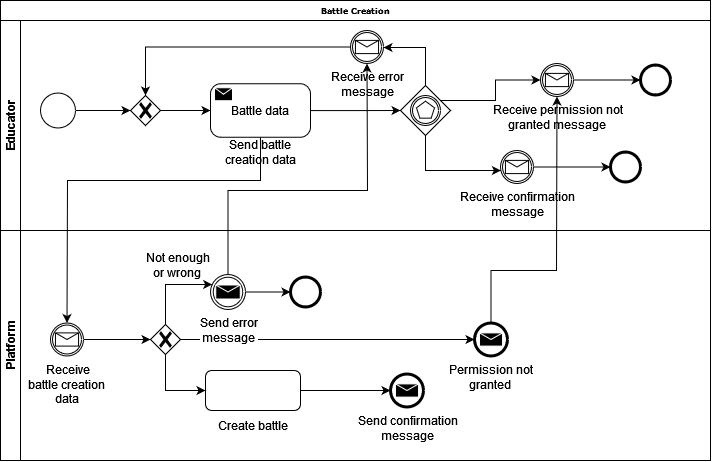 Battle Creation
Educator
Receive error
message
Battle data
Send battle
creation data
Receive permission not
granted message
Receive confirmation
message
Platform
Not enough
or wrong
Send error
message
Receive
battle creation
data
Permission not
granted
Create battle
Send confirmation
message